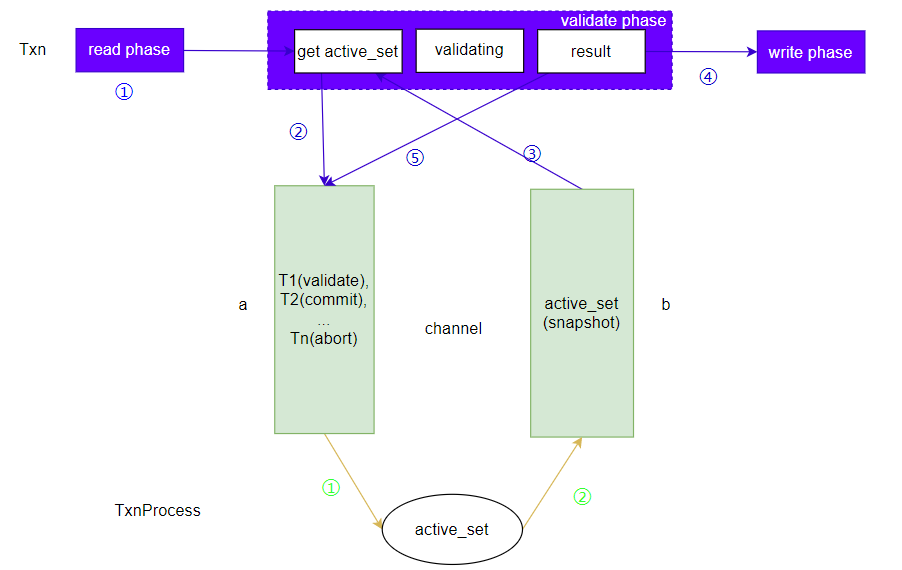 validate phase
Txn
read phase
get active_set
validating
result
write phase
①
②
③
④
⑤
T1(validate),
T2(commit),
...
Tn(abort)
a
channel
active_set
(snapshot)
b
①
②
TxnProcess
active_set